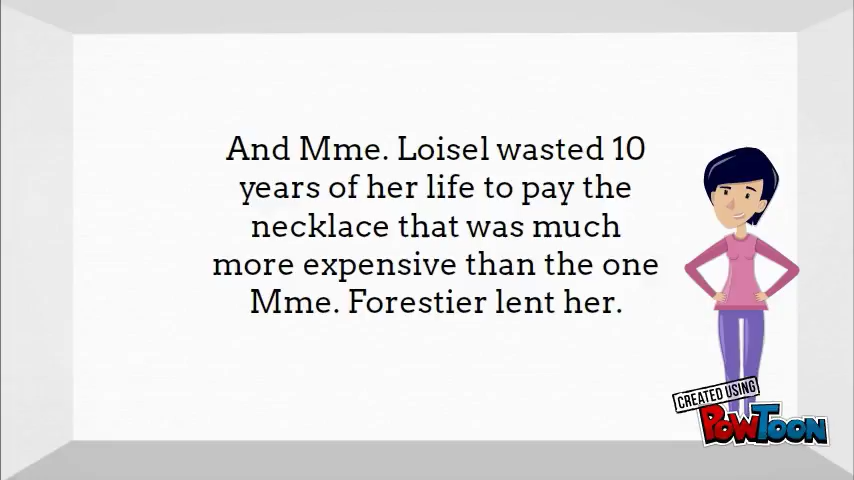 And Mme. Loisel wasted 10
years of her life to pay the
necklace that was much
more expensive than the one
Mme. Forestier lent her.
CREATED USING
POWTOON